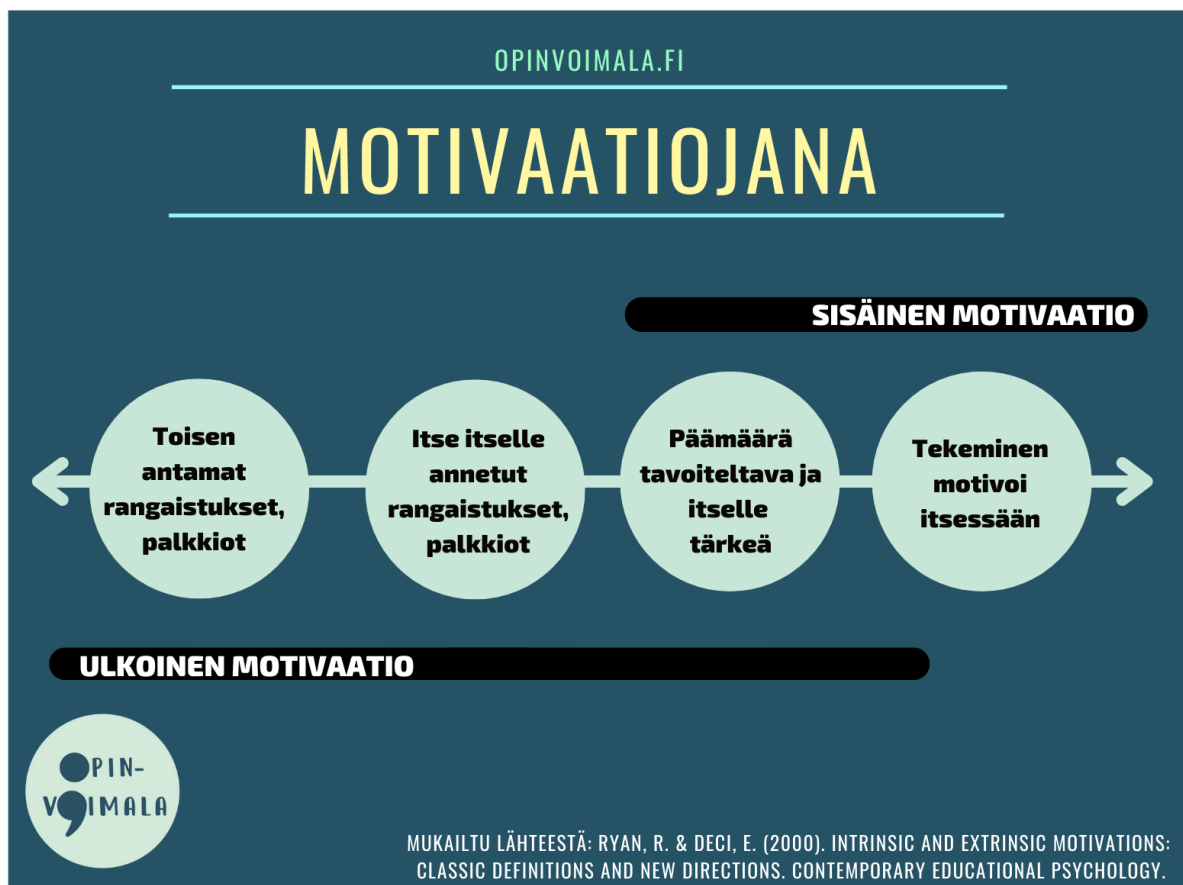 OPINVOIMALA.FI
MOTIVAATIOJANA
SISÄINEN MOTIVAATIO
Toisen
antamat
rangaistukset,
palkkiot
Itse itselle
annetut
rangaistukset,
palkkiot
Päämäärä
tavoiteltava ja
itselle
tärkeä
Tekeminen
motivoi
itsessään
ULKOINEN MOTIVAATIO
OPIN-
VOIMALA
MUKAILTU LÄHTEESTÄ: RYAN, R. & DECI, E. (2000). INTRINSIC AND EXTRINSIC MOTIVATIONS:
CLASSIC DEFINITIONS AND NEW DIRECTIONS. CONTEMPORARY EDUCATIONAL PSYCHOLOGY.